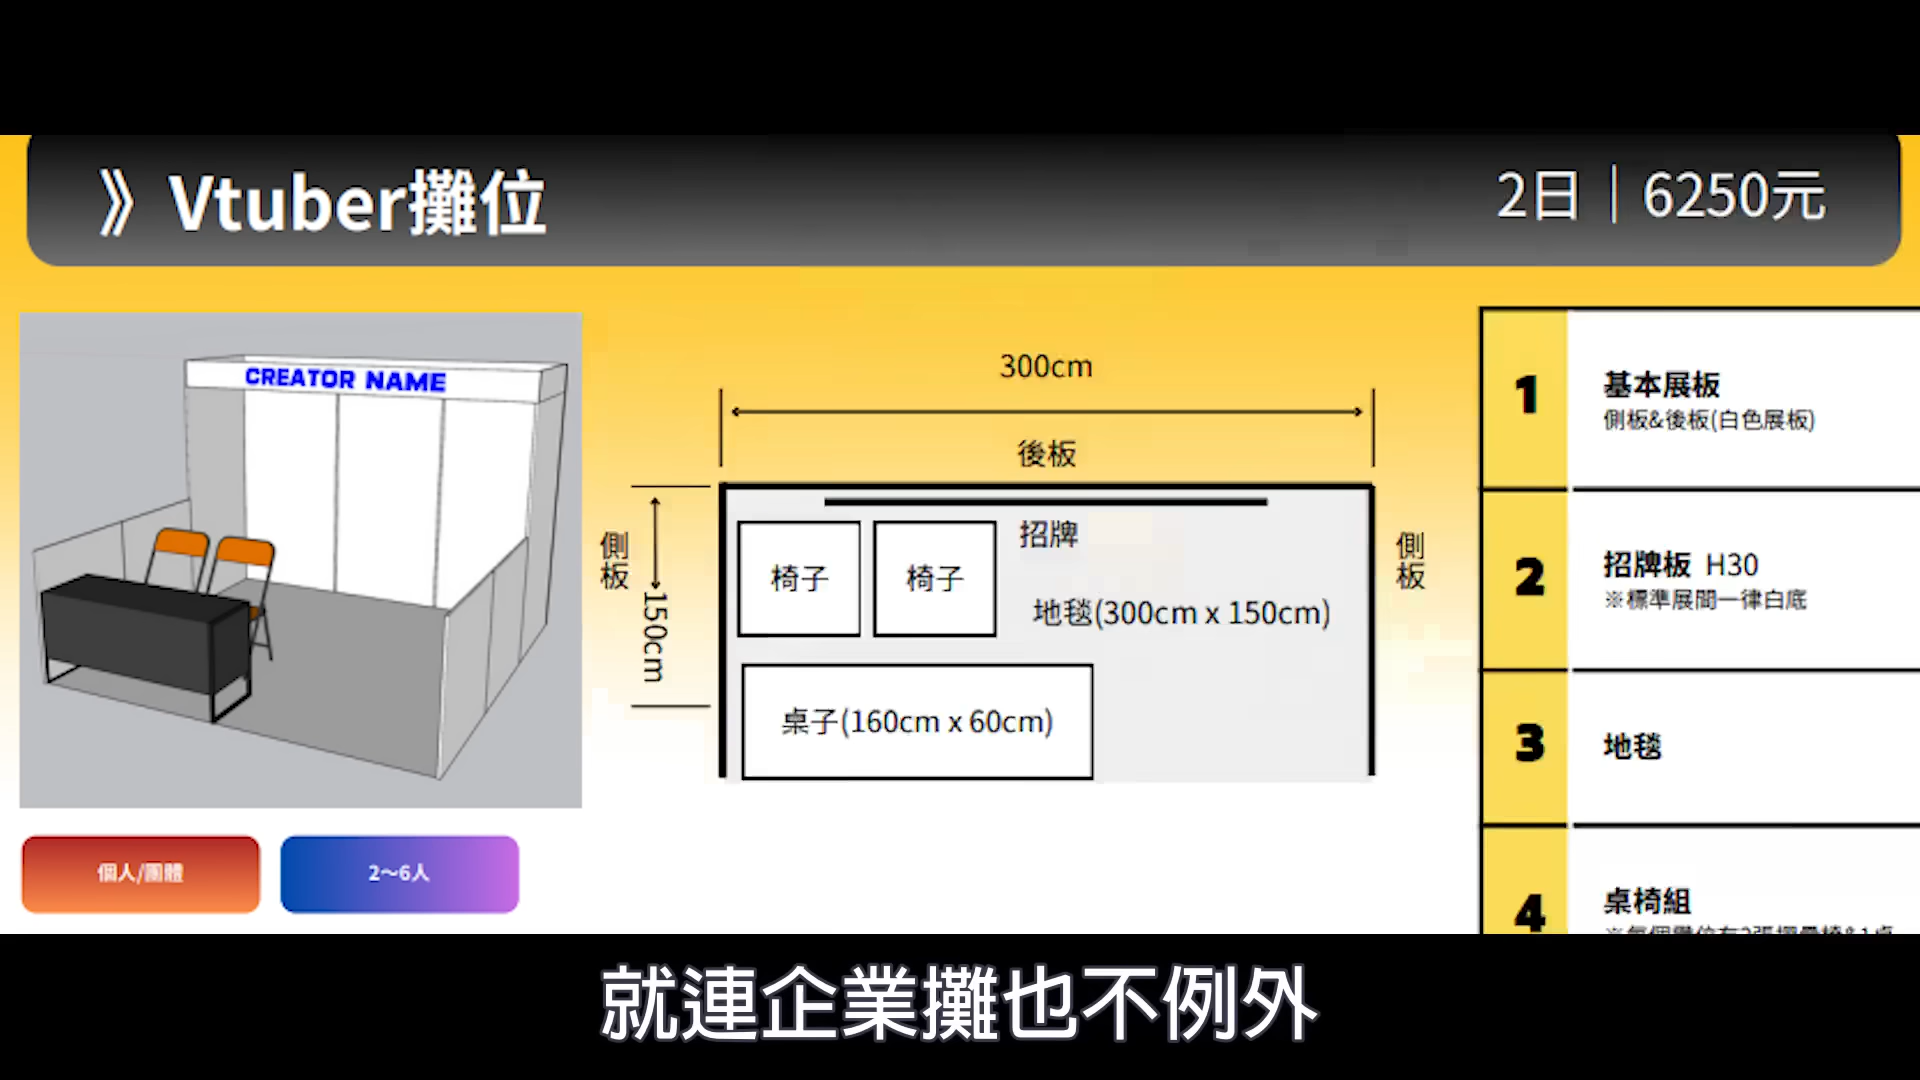 》Vtuber攤位
2日｜6250元
CREATOR NAME
300cm
後板
側板
150cm
招牌
椅子
椅子
地毯(300cm x 150cm)
桌子(160cm x 60cm)
側板
1
基本展板
側板&後板(白色展板)
2
招牌板 H30
※標準展間一律白底
3
地毯
4
桌椅組
個人/團體
2～6人
就連企業攤也不例外